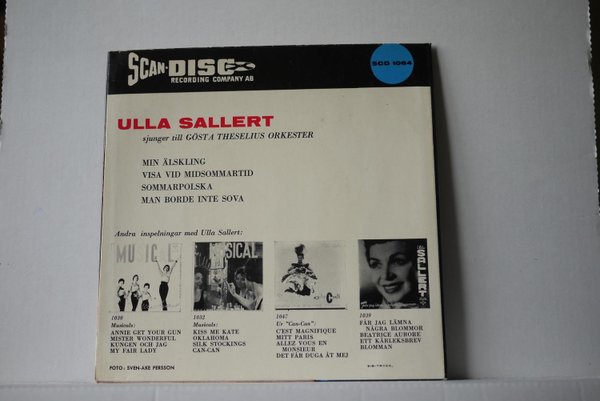 SCAN-DISC
RECORDING COMPANY AB
SCD 1064
ULLA SALLERT
sjunger till GÖSTA THESELIUS ORKESTER
MIN ÄLSKLING
VISA VID MIDSOMMARTID
SOMMARPOLSKA
MAN BORDE INTE SOVA
Andra inspelningar med Ulla Sallert:
MUSICAL
MUSICAL
SALLERT
1030
Musicals:
ANNIE GET YOUR GUN
MISTER WONDERFUL
KUNGEN OCH JAG
MY FAIR LADY
1032
Musicals:
KISS ME KATE
OKLAHOMA
SILK STOCKINGS
CAN-CAN
1047
Ur "Can-Can":
C'EST MAGNIFIQUE
MITT PARIS
ALLEZ VOUS EN
MONSIEUR
DET FÅR DUGA ÅT MEJ
1039
FÅR JAG LÄMNA
NÅGRA BLOMMOR
BEATRICE AURORE
ETT KÄRLEKSBREV
BLOMMAN
FOTO: SVEN-ÅKE PERSSON